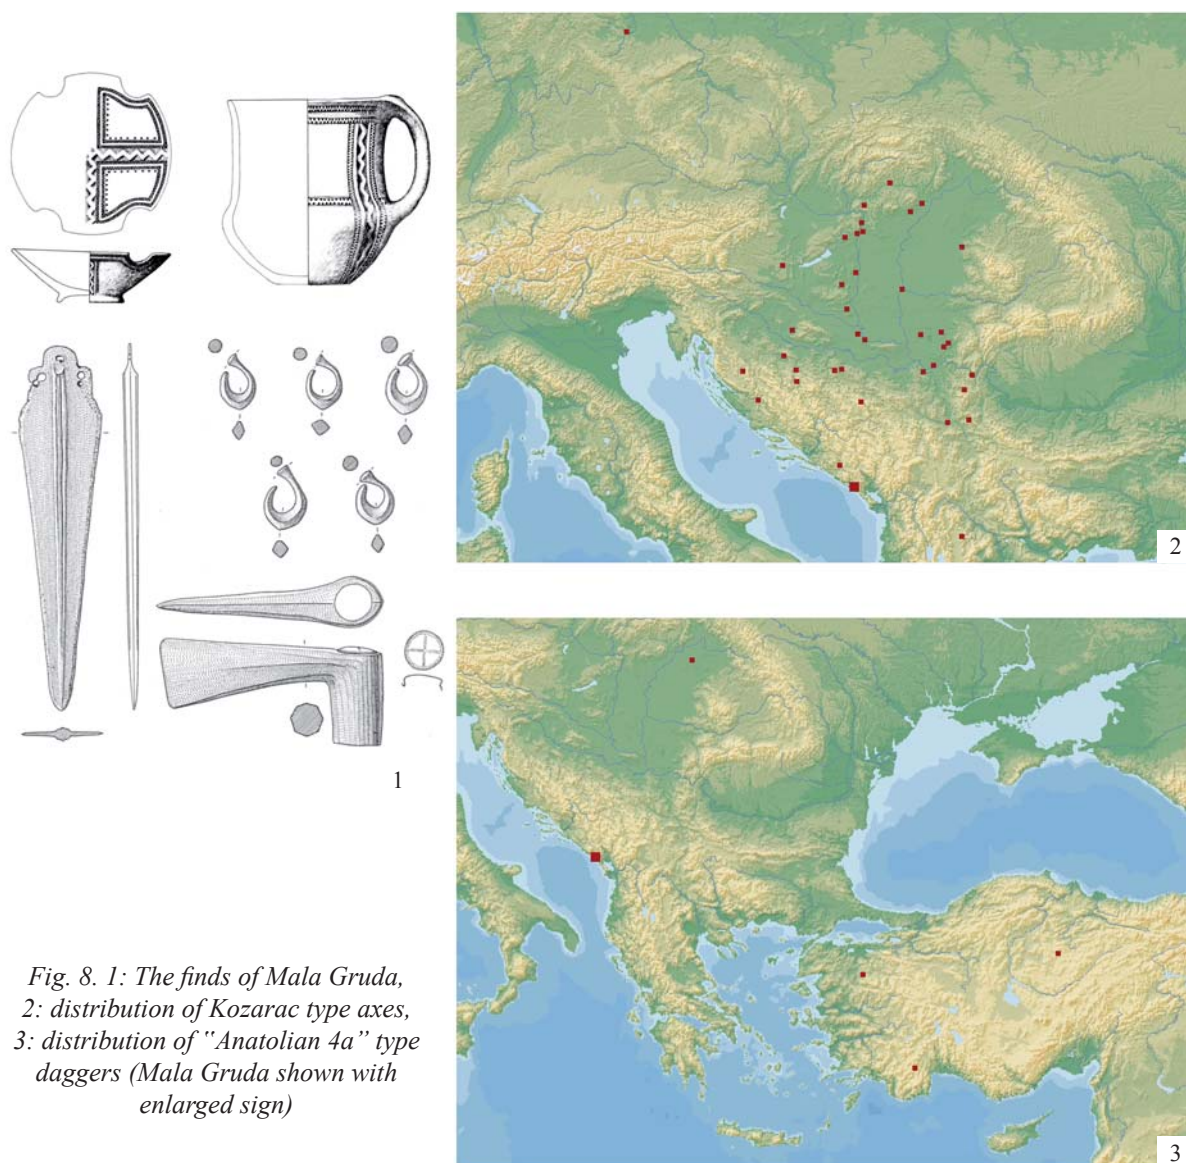 2
1
Fig. 8. 1: The finds of Mala Gruda,
2: distribution of Kozarac type axes,
3: distribution of "Anatolian 4a" type
daggers (Mala Gruda shown with
enlarged sign)
3